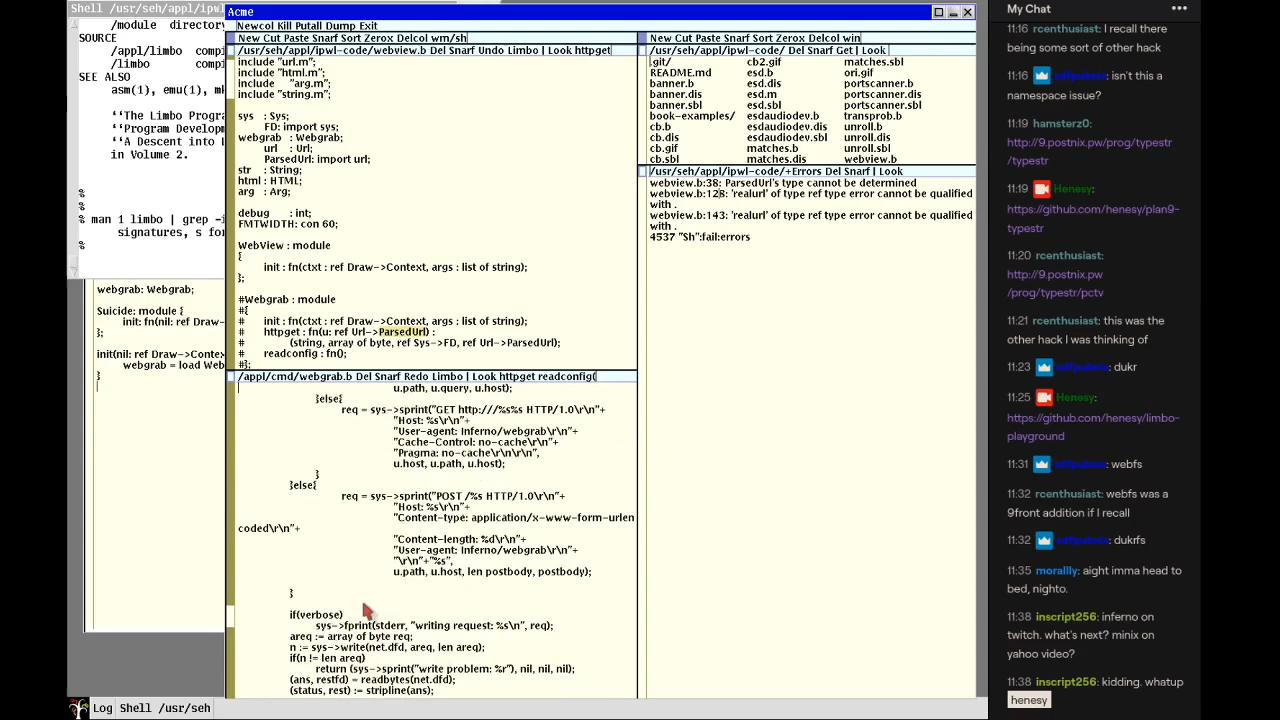 Shell /usr/seh/appl/ipwl
/module directory
SOURCE
/appl/limbo compi
/limbo compi
SEE ALSO
asm(1), emu(1), mk
‘‘The Limbo Progra
‘‘Program Developm
‘‘A Descent into L
in Volume 2.
%
%
% man 1 limbo | grep -i
signatures, s for
%
webgrab: Webgrab;
Suicide: module {
init: fn(nil: ref Draw-
};
init(nil: ref Draw->Conte
webgrab = load Web
}
Acme
Newcol Kill Putall Dump Exit
New Cut Paste Snarf Sort Zerox Delcol wm/sh
/usr/seh/appl/ipwl-code/webview.b Del Snarf Undo Limbo | Look httpget
include "url.m";
include "html.m";
include "arg.m";
include "string.m";
sys : Sys;
FD: import sys;
webgrab : Webgrab;
url : Url;
ParsedUrl: import url;
str : String;
html : HTML;
arg : Arg;
debug : int;
FMTWIDTH: con 60;
WebView : module
{
init : fn(ctxt : ref Draw->Context, args : list of string);
};
#Webgrab : module
#{
# init : fn(ctxt : ref Draw->Context, args : list of string);
# httpget : fn(u: ref Url->ParsedUrl) :
# (string, array of byte, ref Sys->FD, ref Url->ParsedUrl);
# readconfig : fn();
#};
/appl/cmd/webgrab.b Del Snarf Redo Limbo | Look httpget readconfig(
u.path, u.query, u.host);
}else{
req = sys->sprint("GET http:///%s%s HTTP/1.0\r\n"+
"Host: %s\r\n"+
"User-agent: Inferno/webgrab\r\n"+
"Cache-Control: no-cache\r\n"+
"Pragma: no-cache\r\n\r\n",
u.host, u.path, u.host);
}
}else{
req = sys->sprint("POST /%s HTTP/1.0\r\n"+
"Host: %s\r\n"+
"Content-type: application/x-www-form-urlen
coded\r\n"+
"Content-length: %d\r\n"+
"User-agent: Inferno/webgrab\r\n"+
"\r\n"+"%s",
u.path, u.host, len postbody, postbody);
}
if(verbose)
sys->fprint(stderr, "writing request: %s\n", req);
areq := array of byte req;
n := sys->write(net.dfd, areq, len areq);
if(n != len areq)
return (sys->sprint("write problem: %r"), nil, nil, nil);
(ans, restfd) = readbytes(net.dfd);
(status, rest) := stripline(ans);
New Cut Paste Snarf Sort Zerox Delcol win
/usr/seh/appl/ipwl-code/ Del Snarf Get | Look
.git/ cb2.gif matches.sbl
README.md esd.b ori.gif
banner.b esd.dis portscanner.b
banner.dis esd.m portscanner.dis
banner.sbl esd.sbl portscanner.sbl
book-examples/ esdaudiodev.b transprob.b
cb.b esdaudiodev.dis unroll.b
cb.dis esdaudiodev.sbl unroll.dis
cb.gif matches.b unroll.sbl
cb.sbl matches.dis webview.b
/usr/seh/appl/ipwl-code/+Errors Del Snarf | Look
webview.b:38: ParsedUrl's type cannot be determined
webview.b:128: 'realurl' of type ref type error cannot be qualified
with .
webview.b:143: 'realurl' of type ref type error cannot be qualified
with .
4537 "Sh":fail:errors
Log Shell /usr/seh
My Chat
11:16 rcenthusiast: I recall there
being some sort of other hack
11:16 isn't this a
namespace issue?
11:19 hamsterz0:
http://9.postnix.pw/prog/typestr
/typestr
11:19 Henesy:
https://github.com/henesy/plan9-
typestr
11:20 rcenthusiast:
http://9.postnix.pw
/prog/typestr/pctv
11:21 rcenthusiast: this was the
other hack I was thinking of
11:23 : dukr
11:25 Henesy:
https://github.com/henesy/limbo-
playground
11:31 : webfs
11:32 rcenthusiast: webfs was a
9front addition if I recall
11:32 : dukrfs
11:35 morallly: aight imma head to
bed, nighto.
11:38 inscript256: inferno on
twitch. what's next? minix on
yahoo video?
11:38 inscript256: kidding. whatup
henesy